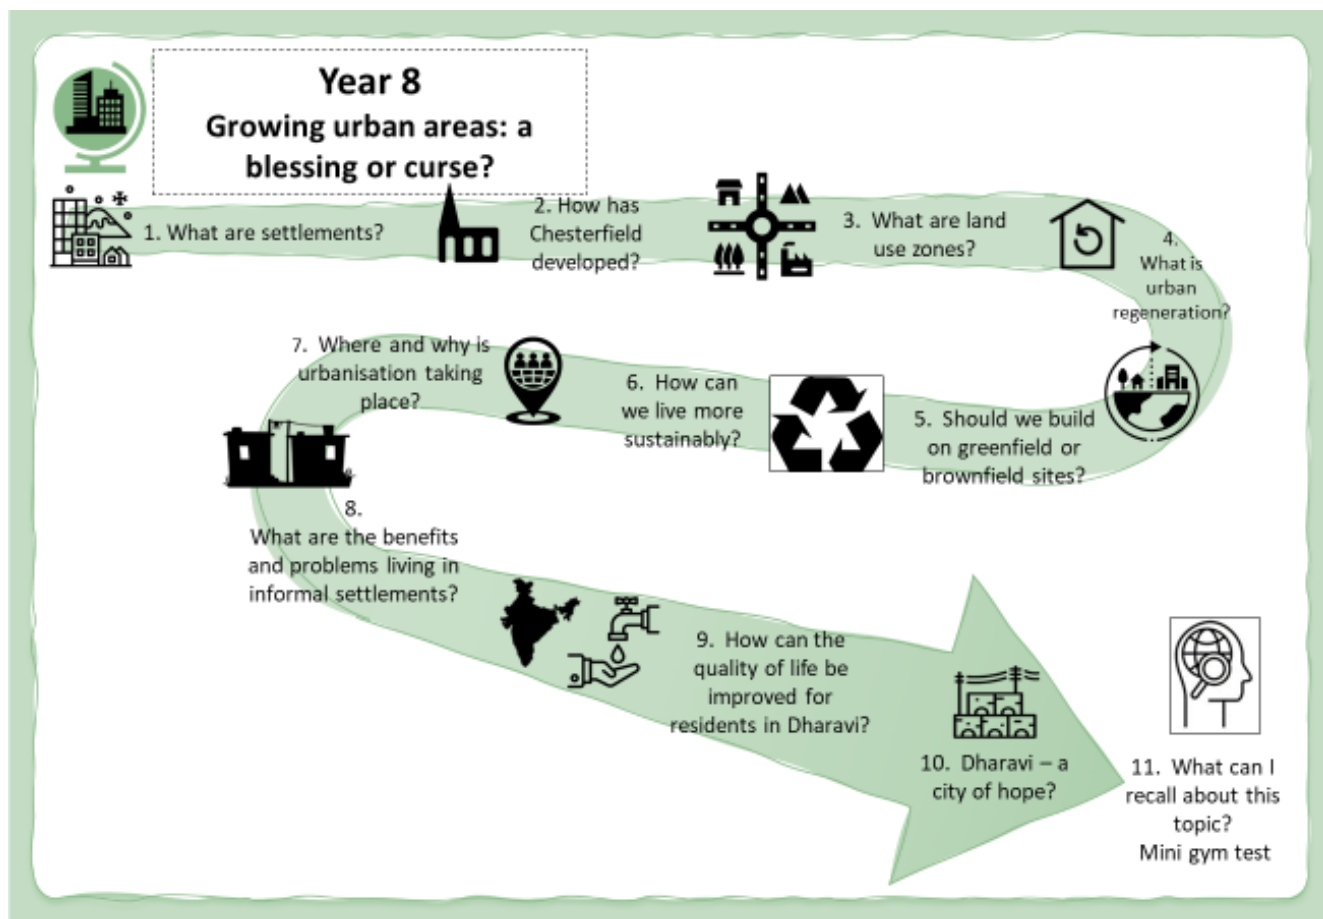 Year 8
Growing urban areas: a
blessing or curse?
1. What are settlements?
2. How has
Chesterfield
developed?
3. What are land
use zones?
4.
What is
urban
regeneration?
5. Should we build
on greenfield or
brownfield sites?
6. How can
we live more
sustainably?
7. Where and why is
urbanisation taking
place?
8.
What are the benefits
and problems living in
informal settlements?
9. How can the
quality of life be
improved for
residents in Dharavi?
10. Dharavi – a
city of hope?
11. What can I
recall about this
topic?
Mini gym test